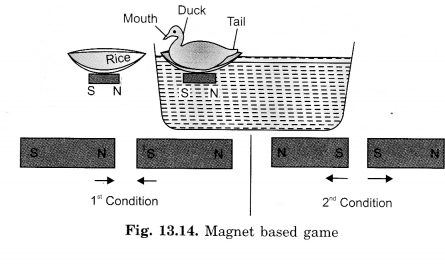 Mouth Duck Tail
Rice
S N S N
S N S N N S S N
1st Condition 2nd Condition
Fig. 13.14. Magnet based game